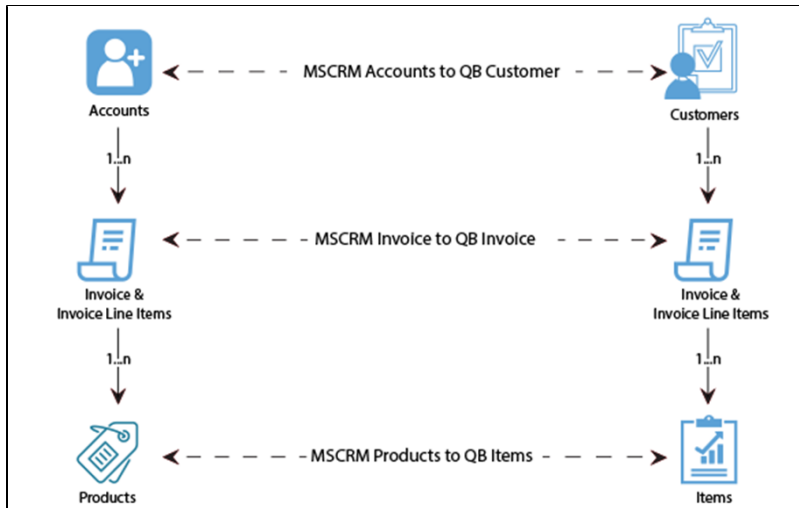 MSCRM Accounts to QB Customer
Accounts
Customers
1...n
1...n
MSCRM Invoice to QB Invoice
Invoice &
Invoice Line Items
Invoice &
Invoice Line Items
1...n
1...n
MSCRM Products to QB Items
Products
Items